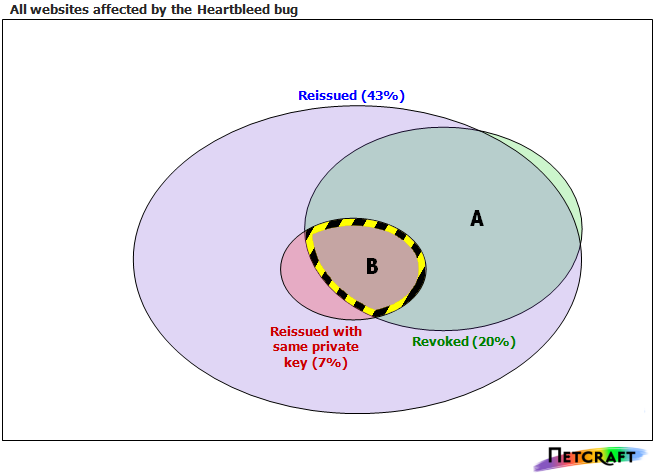 All websites affected by the Heartbleed bug
Reissued (43%)
A
B
Reissued with
same private
key (7%)
Revoked (20%)
NETCRAFT